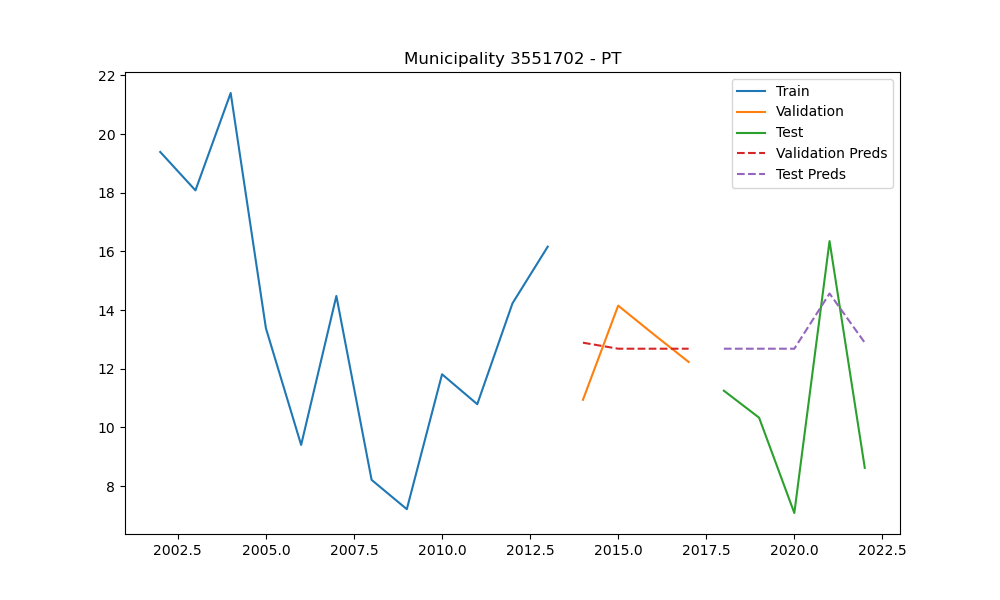 Municipality 3551702 - PT
22
20
18
16
14
12
10
8
Train
Validation
Test
Validation Preds
Test Preds
2002.5 2005.0 2007.5 2010.0 2012.5 2015.0 2017.5 2020.0 2022.5